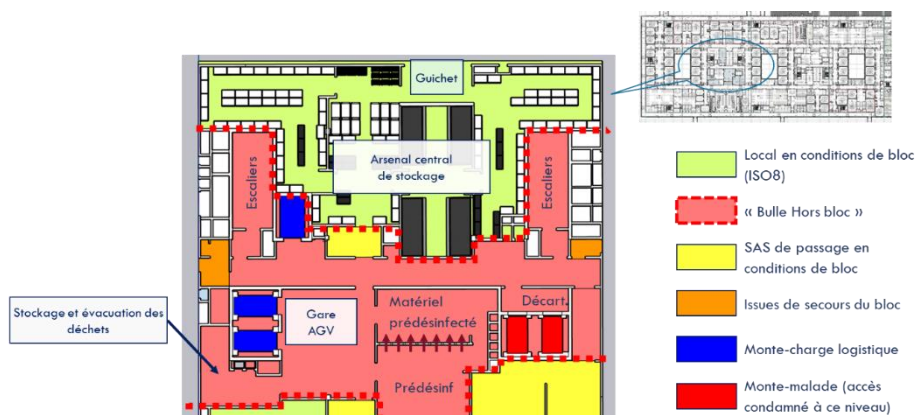 Guichet
Arsenal central
de stockage
Escaliers
Escaliers
Stockage et évacuation des
déchets
Gare
AGV
Matériel
prédésinfecté
Décart.
Prédésinf
Local en conditions de bloc
(ISO8)
« Bulle Hors bloc »
SAS de passage en
conditions de bloc
Issues de secours du bloc
Monte-charge logistique
Monte-malade (accès
condamné à ce niveau)